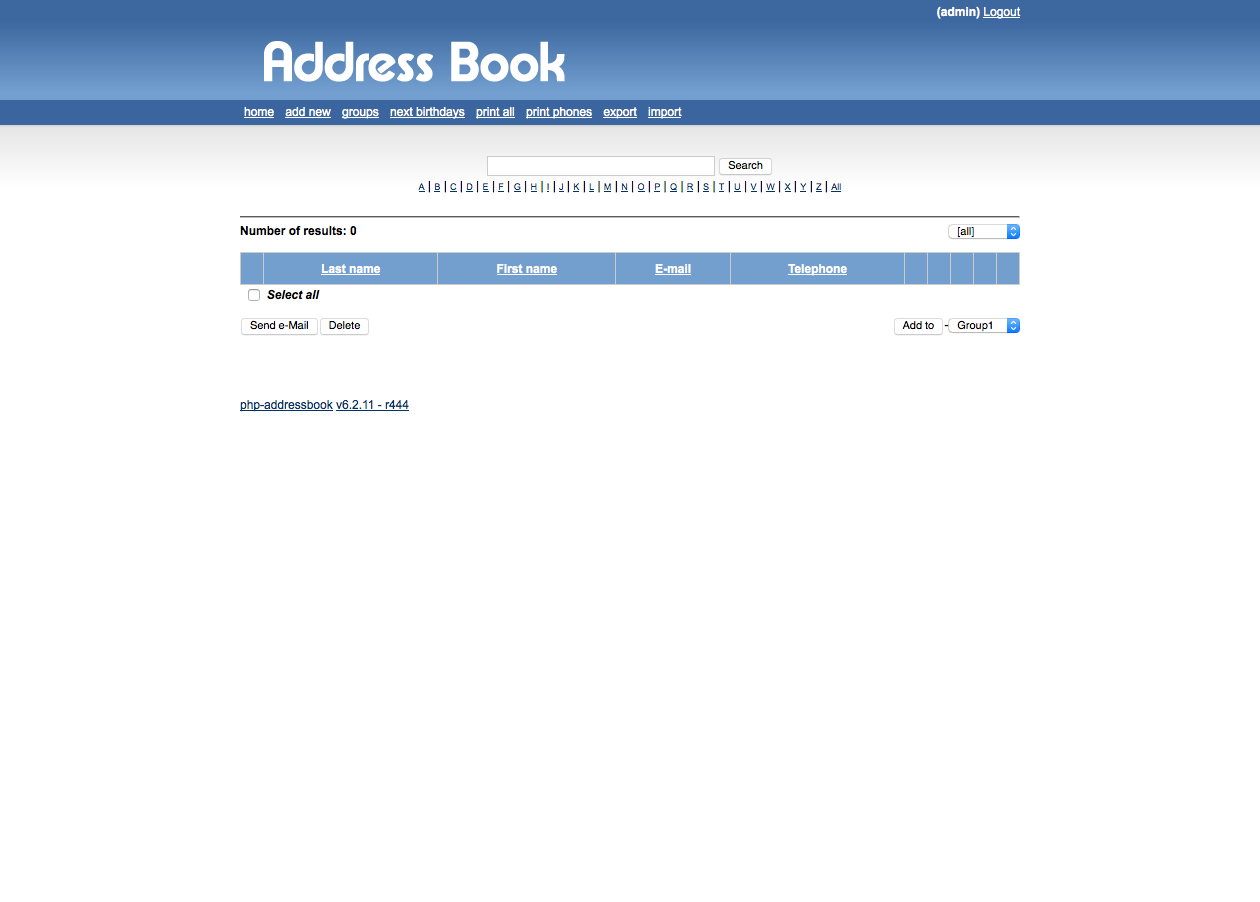 (admin) Logout
Address Book
home add new groups next birthdays print all print phones export import
Search
A | B | C | D | E | F | G | H | I | J | K | L | M | N | O | P | Q | R | S | T | U | V | W | X | Y | Z | All
Number of results: 0 [all]
Last name First name E-mail Telephone
Select all
Send e-Mail Delete Add to -Group1
php-addressbook v6.2.11 - r444